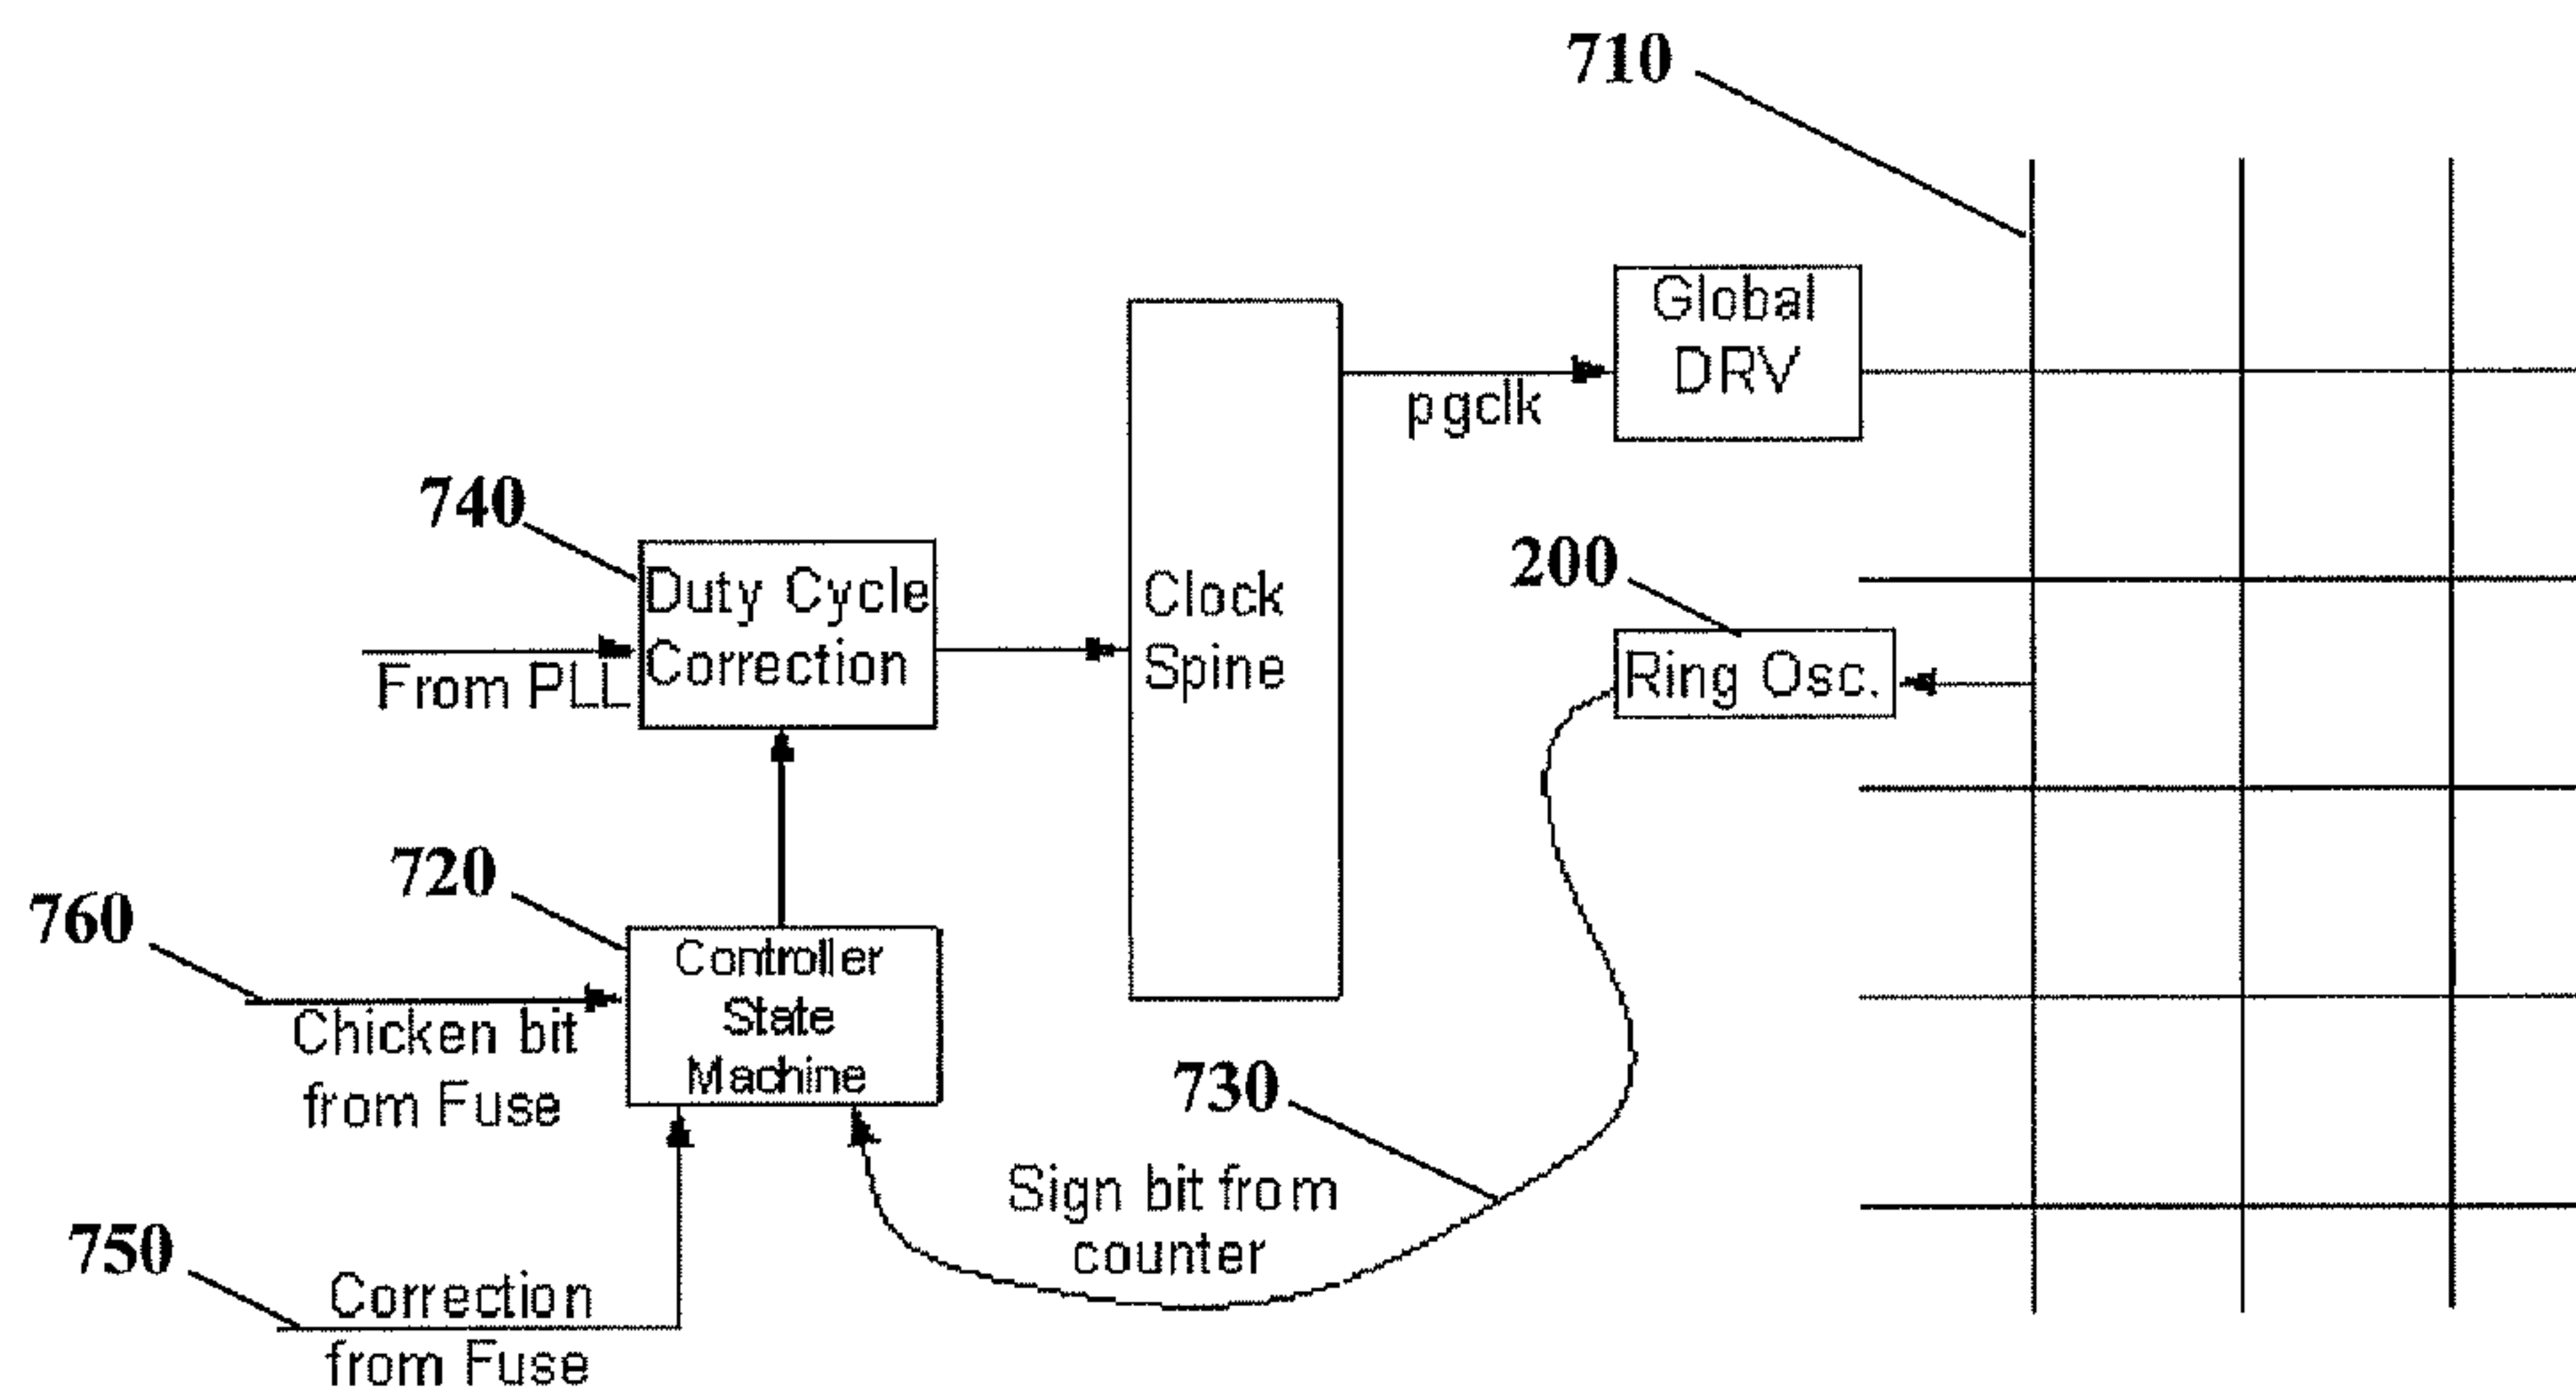 710
Global
DRV
pgclk
740
200
Duty Cycle
Correction
Clock
Spine
From PLL
Ring Osc.
720
760
Controller
State
Machine
Chicken bit
from Fuse
730
Sign bit from
counter
750
Correction
from Fuse